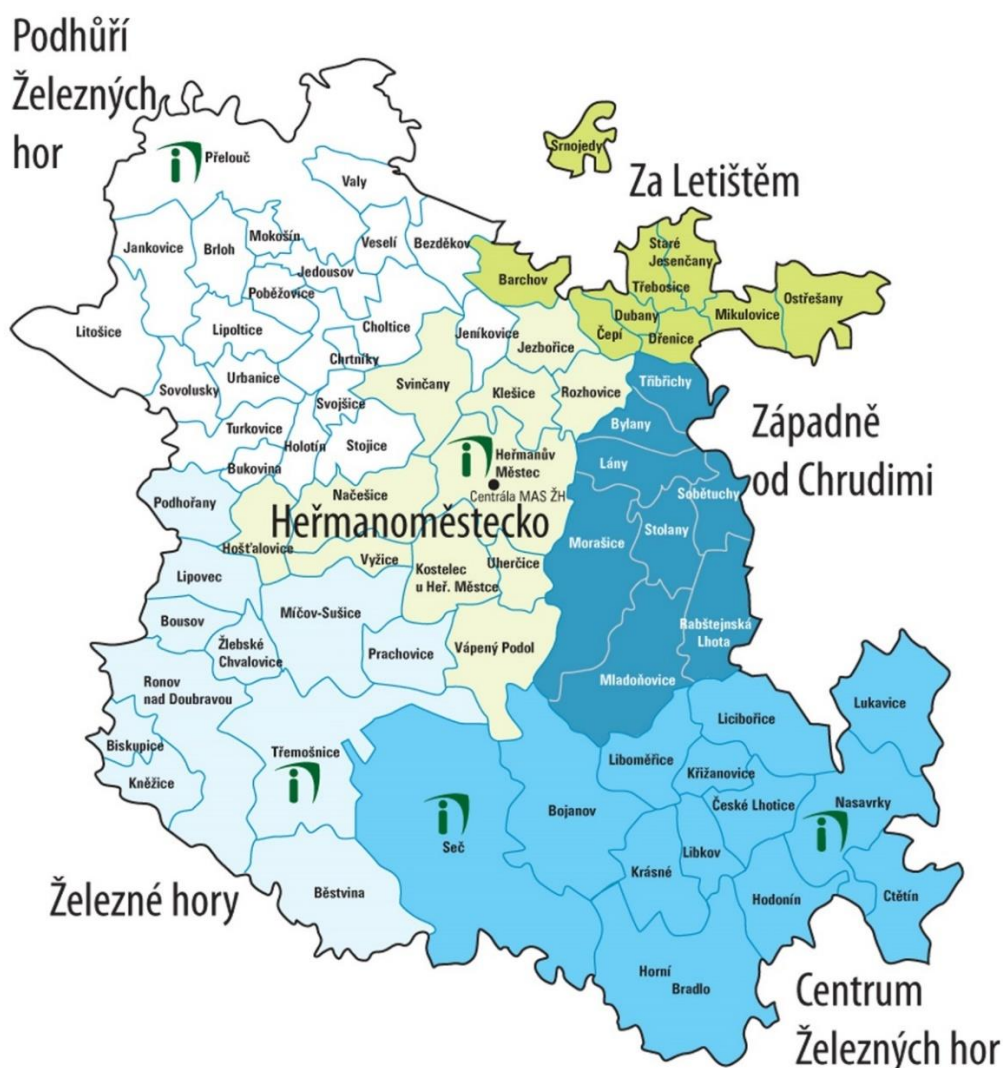 Podhůří
Železných
hor
Přelouč
Srnojedy
Za Letištěm
Valy
Jankovice
Brloh
Mokošín
Veselí
Bezděkov
Staré
Jesenčany
Jedousov
Barchov
Třebosice
Ostřešany
Poběžovice
Litošice
Lipoltice
Choltice
Jeníkovice
Dubany
Mikulovice
Čepí
Dřenice
Jezbořice
Chrtníky
Urbanice
Svinčany
Třibřichy
Sovolusky
Svojšice
Klešice
Rozhovice
Západně
od Chrudimi
Turkovice
Bylany
Holotín
Stojice
Heřmanův
Městec
Bukovina
Lány
Centrála MAS ŽH
Načešice
Sobětuchy
Podhořany
Heřmanoměstecko
Stolany
Morašice
Hošťalovice
Vyžice
Kostelec
u Heř. Městce
Uherčice
Lipovec
Míčov-Sušice
Bousov
Žlebské
Chvalovice
Rabštejnská
Lhota
Prachovice
Vápený Podol
Ronov
nad Doubravou
Mladoňovice
Lukavice
Licibořice
Biskupice
Třemošnice
Liboměřice
Křižanovice
Kněžice
Bojanov
České Lhotice
Nasavrky
Seč
Libkov
Krásné
Železné hory
Běstvina
Hodonín
Ctětín
Horní
Bradlo
Centrum
Železných hor